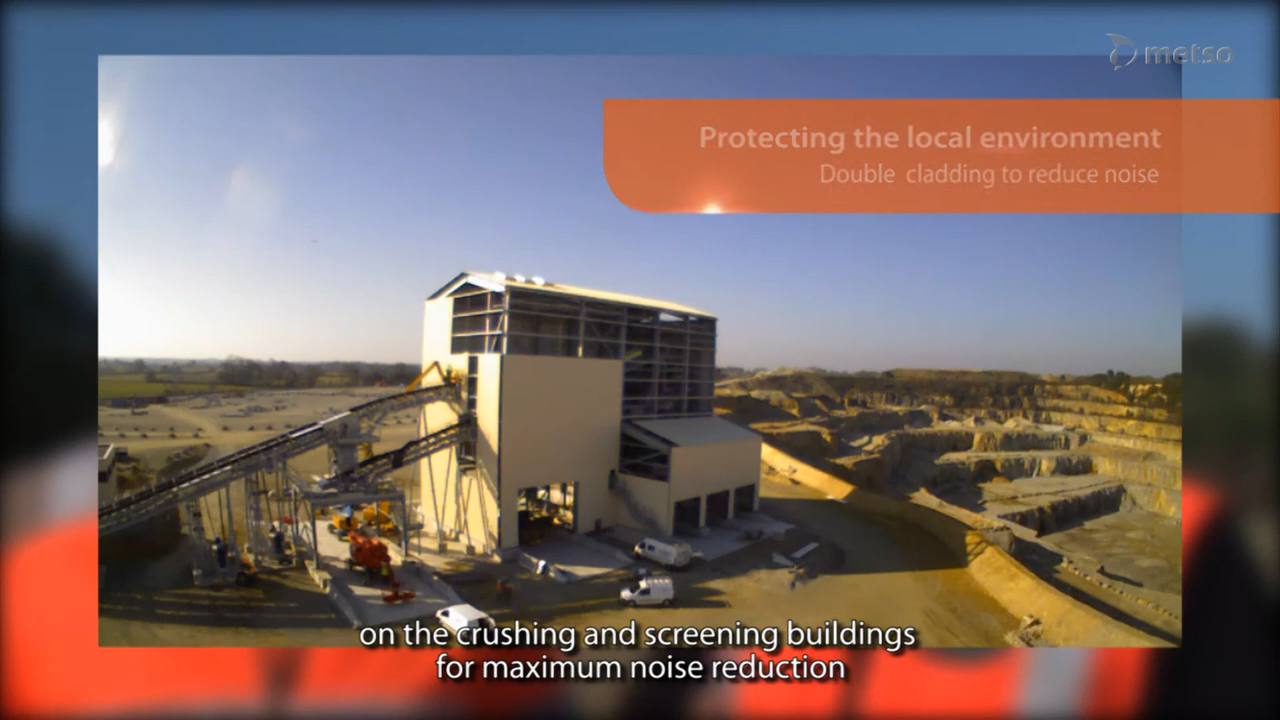 metso
Protecting the local environment
Double cladding to reduce noise
on the crushing and screening buildings
for maximum noise reduction